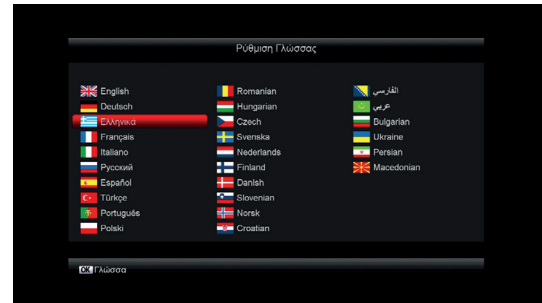 Ρύθμιση Γλώσσας
English
Deutsch
Ελληνικά
Français
Italiano
Русский
Español
Türkçe
Português
Polski
Romanian
Hungarian
Czech
Svenska
Nederlands
Finland
Danish
Slovenian
Norsk
Croatian
الفارسي
عربي
Bulgarian
Ukraine
Persian
Macedonian
OK Γλώσσα